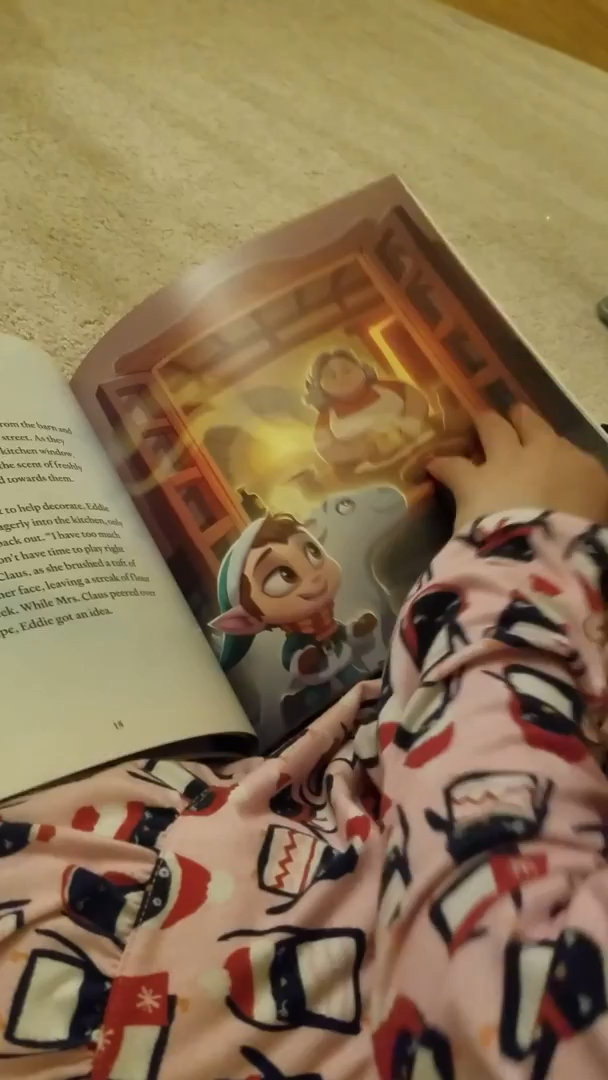 rom the barn and
street. As they
kitchen window,
the scent of freshly
d towards them.
t to help decorate. Eddie
agerly into the kitchen, only
back out. "I have too much
on't have time to play right
Claus, as she brushed a tuft of
her face, leaving a streak of flour
ck. While Mrs. Claus peered over
pe, Eddie got an idea.
18